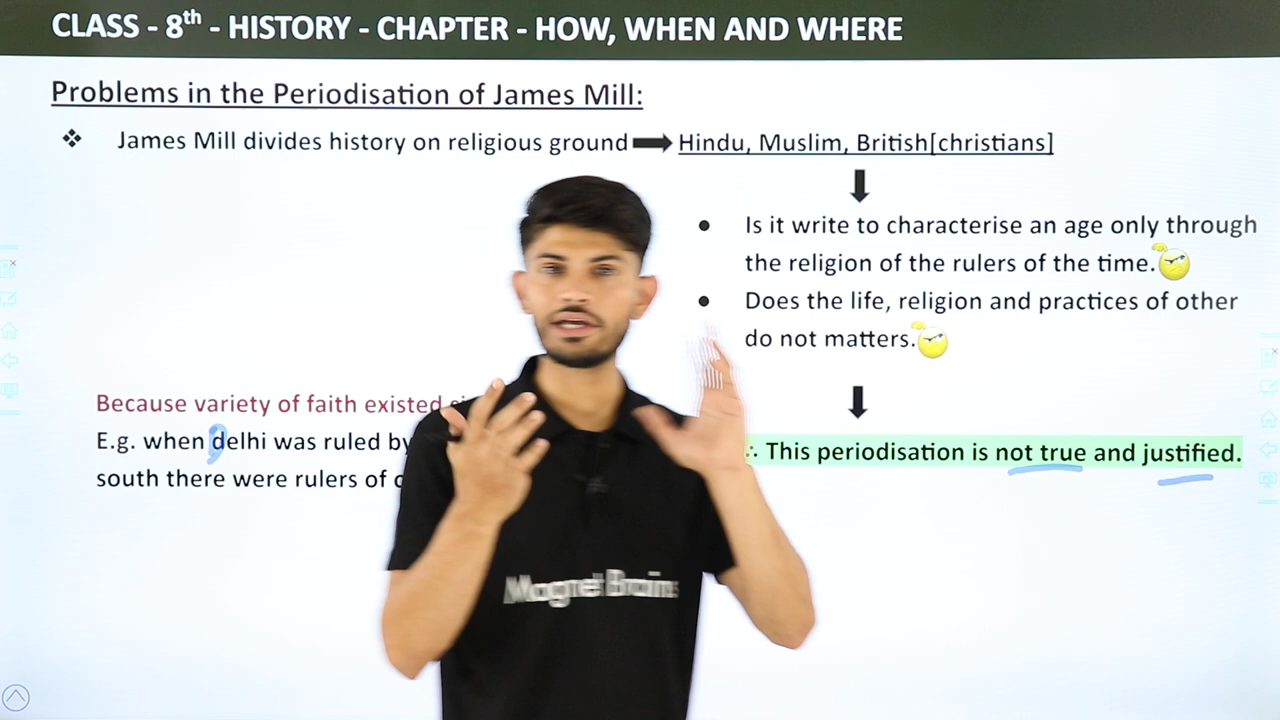 CLASS - 8th - HISTORY - CHAPTER - HOW, WHEN AND WHERE
Problems in the Periodisation of James Mill:
❖ James Mill divides history on religious ground ➡ Hindu, Muslim, British[christians]
• Is it write to characterise an age only through
the religion of the rulers of the time.
• Does the life, religion and practices of other
do not matters.
Because variety of faith existed
E.g. when delhi was ruled by
south there were rulers of
∴ This periodisation is not true and justified.
Magnet Brains